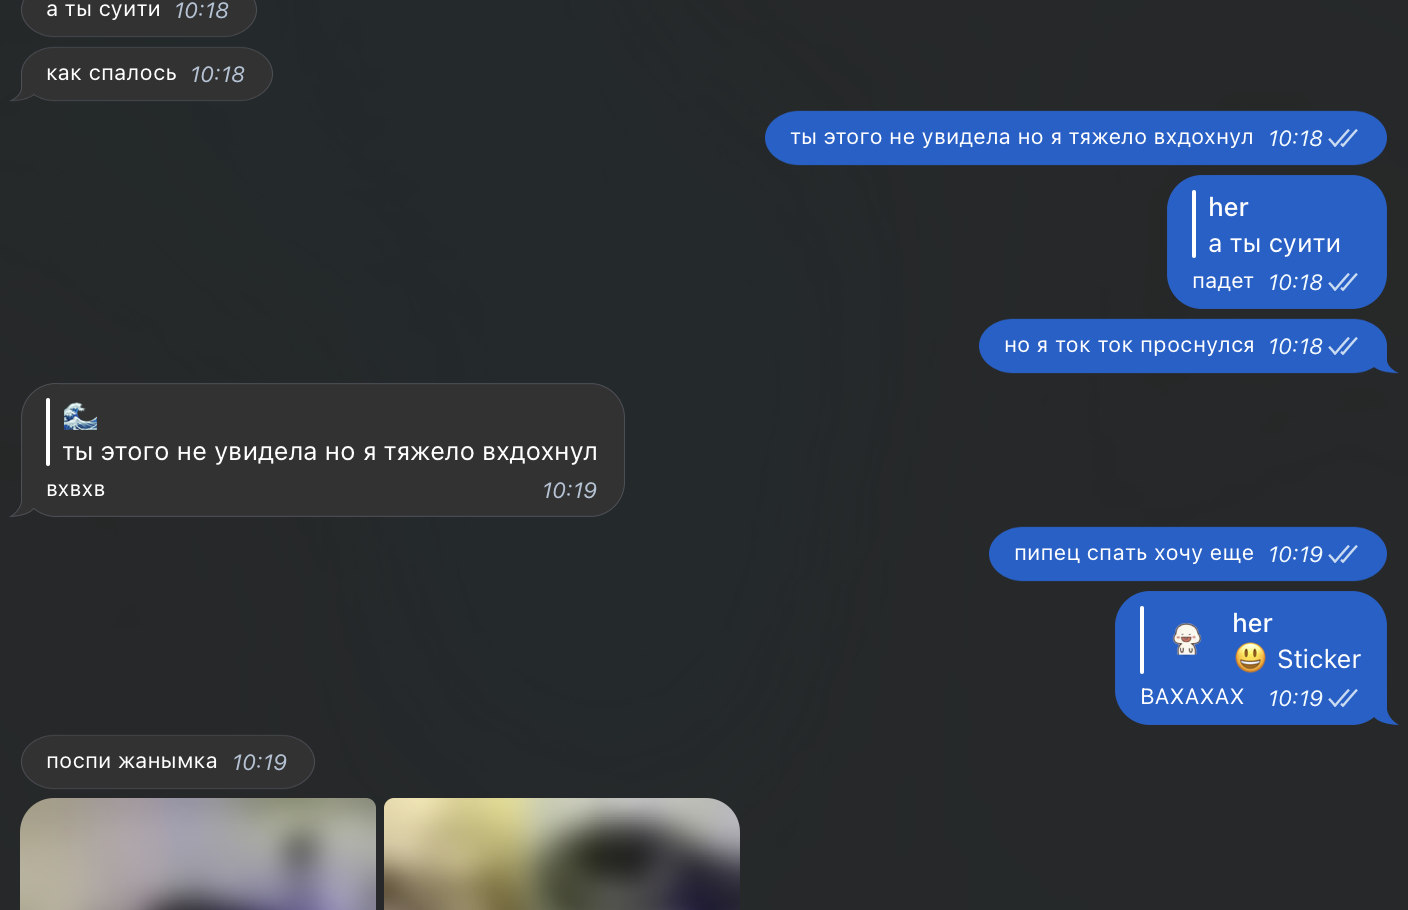 а ты суити 10:18
как спалось 10:18
ты этого не увидела но я тяжело вхдохнул 10:18
her
а ты суити
падет 10:18
но я ток ток проснулся 10:18
🌊
ты этого не увидела но я тяжело вхдохнул
вхвхв 10:19
пипец спать хочу еще 10:19
her
😃 Sticker
ВАХАХАХ 10:19
поспи жанымка 10:19